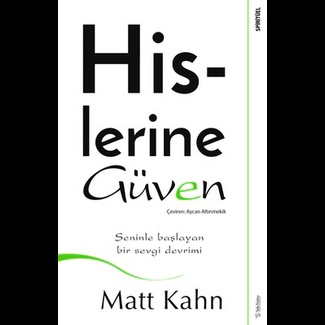 His-
lerine
Güven
Çeviren: Aycan Altınmekik
Seninle başlayan
bir sevgi devrimi
Matt Kahn
SPİRİTÜEL